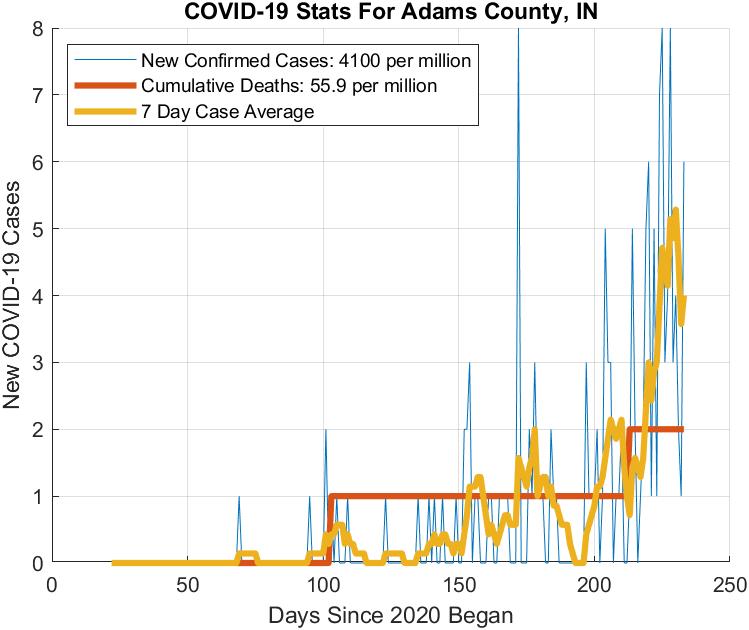 COVID-19 Stats For Adams County, IN
New Confirmed Cases: 4100 per million
Cumulative Deaths: 55.9 per million
7 Day Case Average
New COVID-19 Cases
8
7
6
5
4
3
2
1
0
0 50 100 150 200 250
Days Since 2020 Began